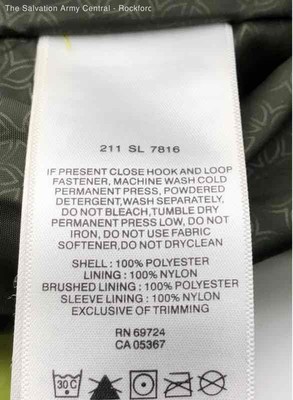 The Salvation Army Central - Rockforc
211 SL 7816
IF PRESENT CLOSE HOOK AND LOOP
FASTENER, MACHINE WASH COLD
PERMANENT PRESS, POWDERED
DETERGENT,WASH SEPARATELY,
DO NOT BLEACH,TUMBLE DRY
PERMANENT PRESS LOW, DO NOT
IRON, DO NOT USE FABRIC
SOFTENER,DO NOT DRYCLEAN
SHELL : 100% POLYESTER
LINING : 100% NYLON
BRUSHED LINING : 100% POLYESTER
SLEEVE LINING : 100% NYLON
EXCLUSIVE OF TRIMMING
RN 69724
CA 05367
30 C